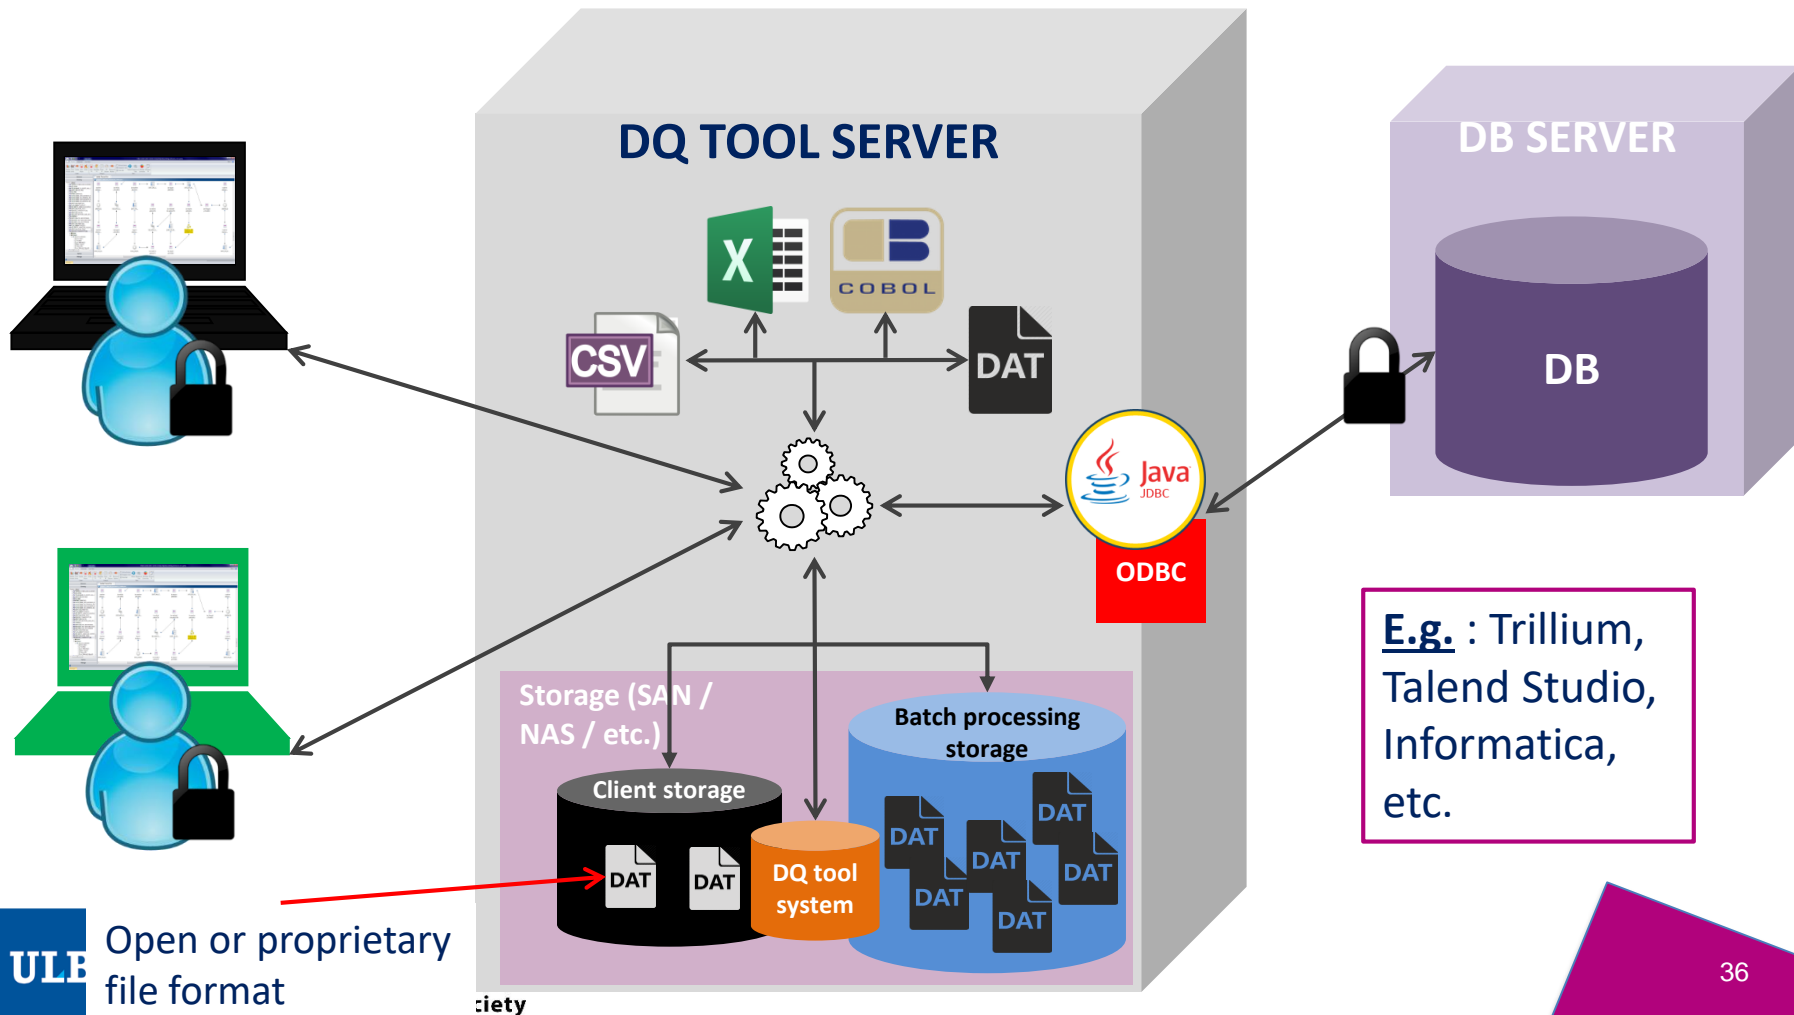 DQ TOOL SERVER
DB SERVER
X
COBOL
CSV
DAT
DB
Java
JDBC
ODBC
E.g. : Trillium,
Talend Studio,
Informatica,
etc.
Storage (SAN /
NAS / etc.)
Batch processing
storage
Client storage
DAT
DAT
DQ tool
system
DAT
DAT
DAT
DAT
DAT
DAT
Open or proprietary
file format
ULB
ciety
36